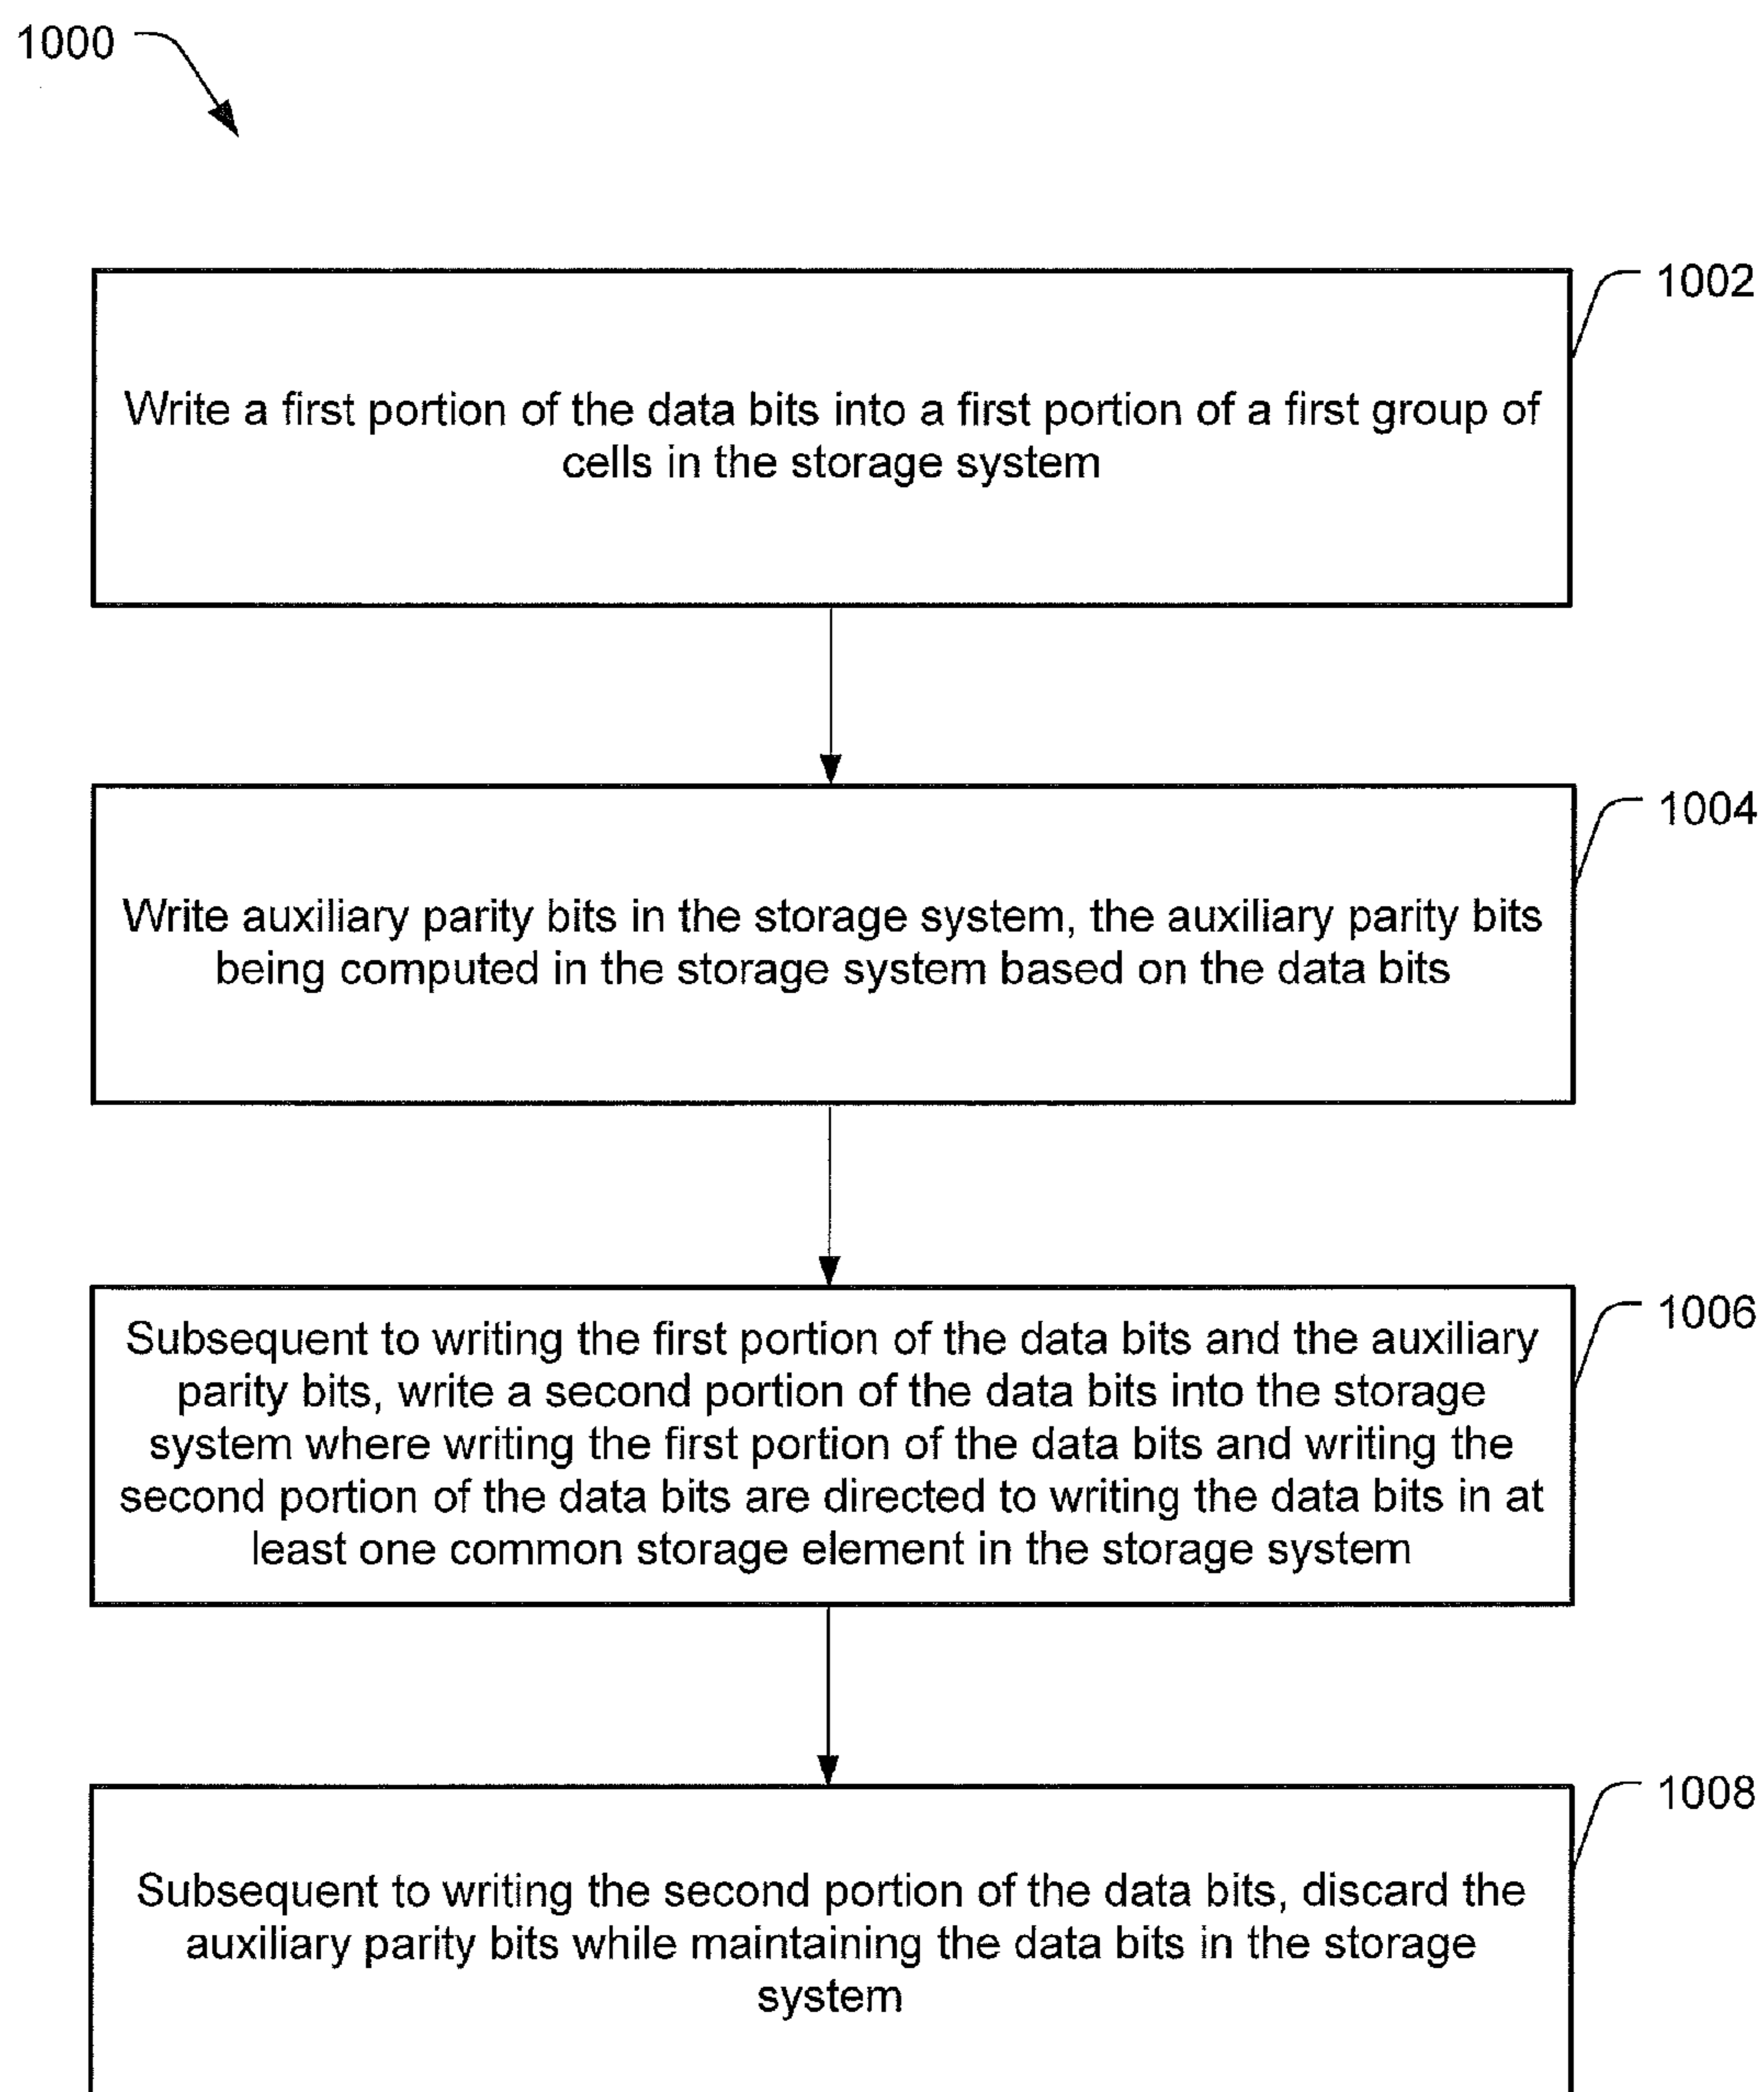 1000
1002
Write a first portion of the data bits into a first portion of a first group of
cells in the storage system
1004
Write auxiliary parity bits in the storage system, the auxiliary parity bits
being computed in the storage system based on the data bits
1006
Subsequent to writing the first portion of the data bits and the auxiliary
parity bits, write a second portion of the data bits into the storage
system where writing the first portion of the data bits and writing the
second portion of the data bits are directed to writing the data bits in at
least one common storage element in the storage system
1008
Subsequent to writing the second portion of the data bits, discard the
auxiliary parity bits while maintaining the data bits in the storage
system